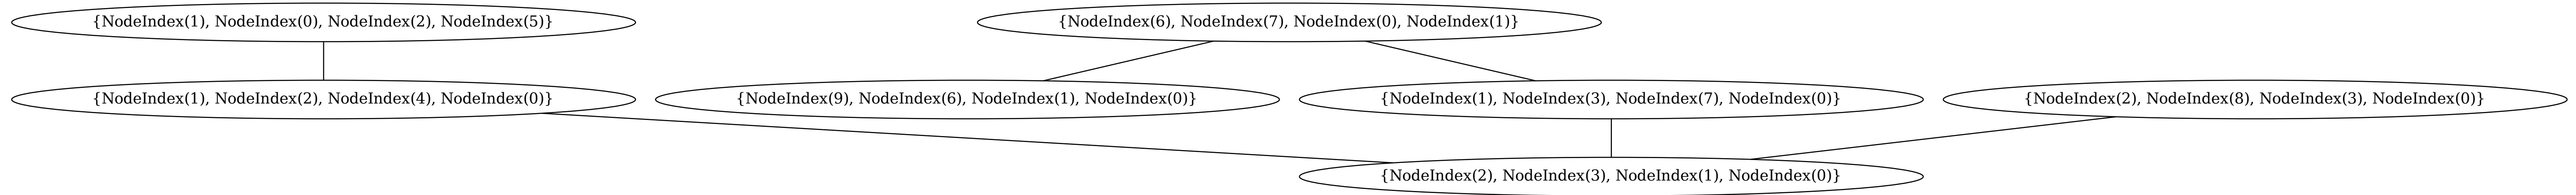 {NodeIndex(1), NodeIndex(0), NodeIndex(2), NodeIndex(5)}
{NodeIndex(6), NodeIndex(7), NodeIndex(0), NodeIndex(1)}
{NodeIndex(1), NodeIndex(2), NodeIndex(4), NodeIndex(0)}
{NodeIndex(9), NodeIndex(6), NodeIndex(1), NodeIndex(0)}
{NodeIndex(1), NodeIndex(3), NodeIndex(7), NodeIndex(0)}
{NodeIndex(2), NodeIndex(8), NodeIndex(3), NodeIndex(0)}
{NodeIndex(2), NodeIndex(3), NodeIndex(1), NodeIndex(0)}